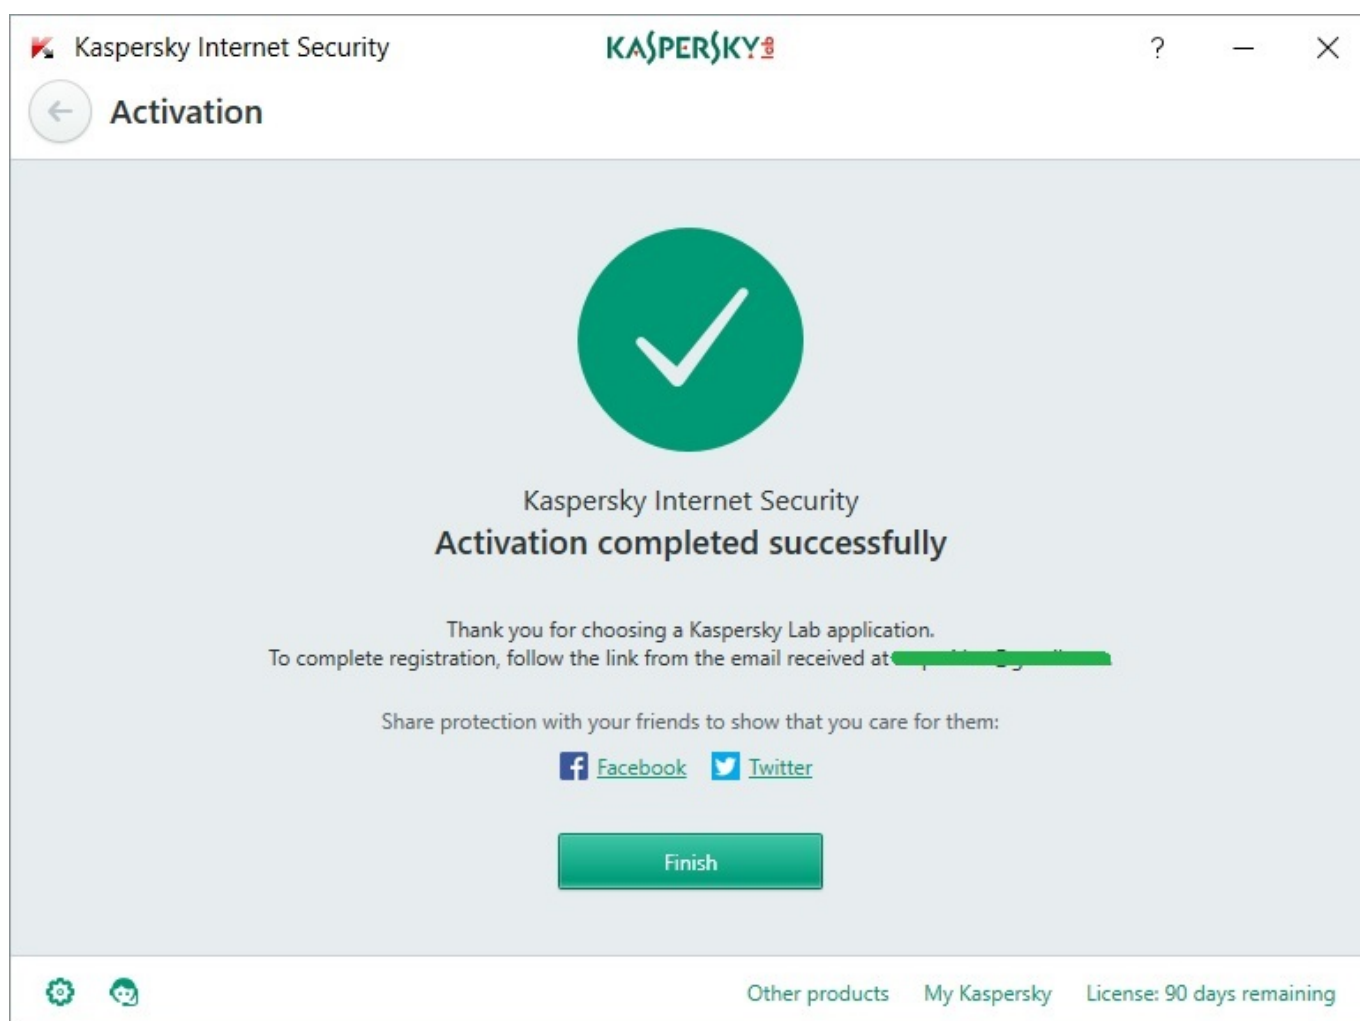 Kaspersky Internet Security
KASPERSKY
?
Activation
Kaspersky Internet Security
Activation completed successfully
Thank you for choosing a Kaspersky Lab application.
To complete registration, follow the link from the email received at
Share protection with your friends to show that you care for them:
Facebook Twitter
Finish
Other products My Kaspersky License: 90 days remaining